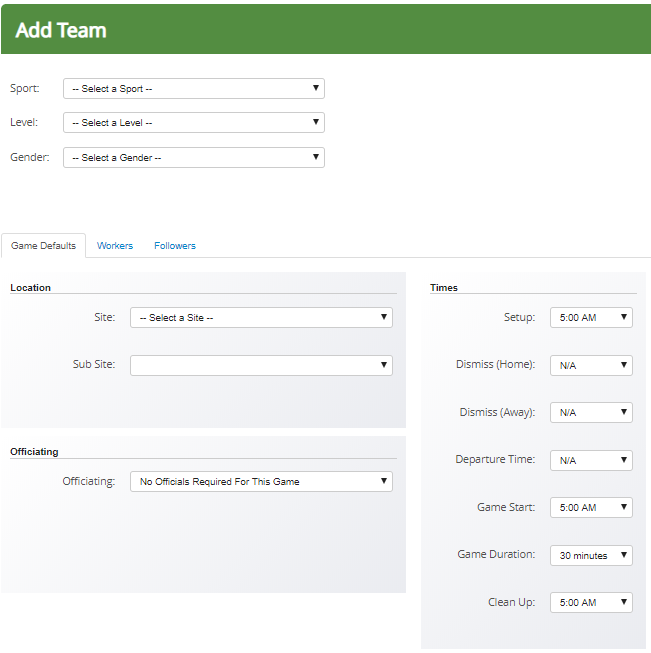 Add Team
Sport: -- Select a Sport --
Level: -- Select a Level --
Gender: -- Select a Gender --
Game Defaults Workers Followers
Location
Site: -- Select a Site --
Sub Site:
Officiating
Officiating: No Officials Required For This Game
Times
Setup: 5:00 AM
Dismiss (Home): N/A
Dismiss (Away): N/A
Departure Time: N/A
Game Start: 5:00 AM
Game Duration: 30 minutes
Clean Up: 5:00 AM